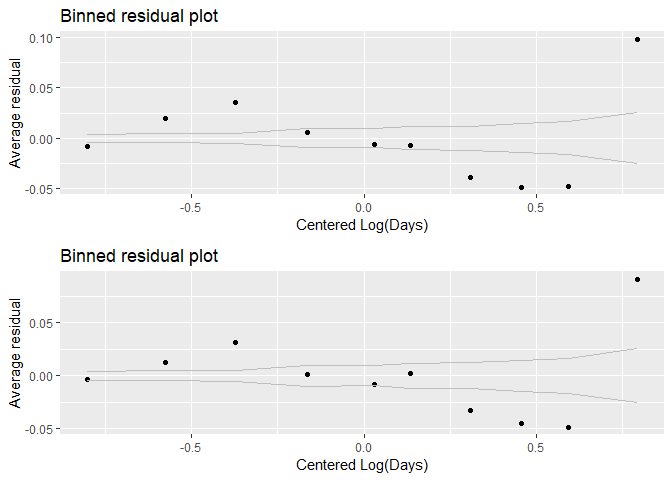 Binned residual plot
0.10
0.05
0.00
-0.05
Average residual
-0.5 0.0 0.5
Centered Log(Days)
Binned residual plot
0.05
0.00
-0.05
Average residual
-0.5 0.0 0.5
Centered Log(Days)